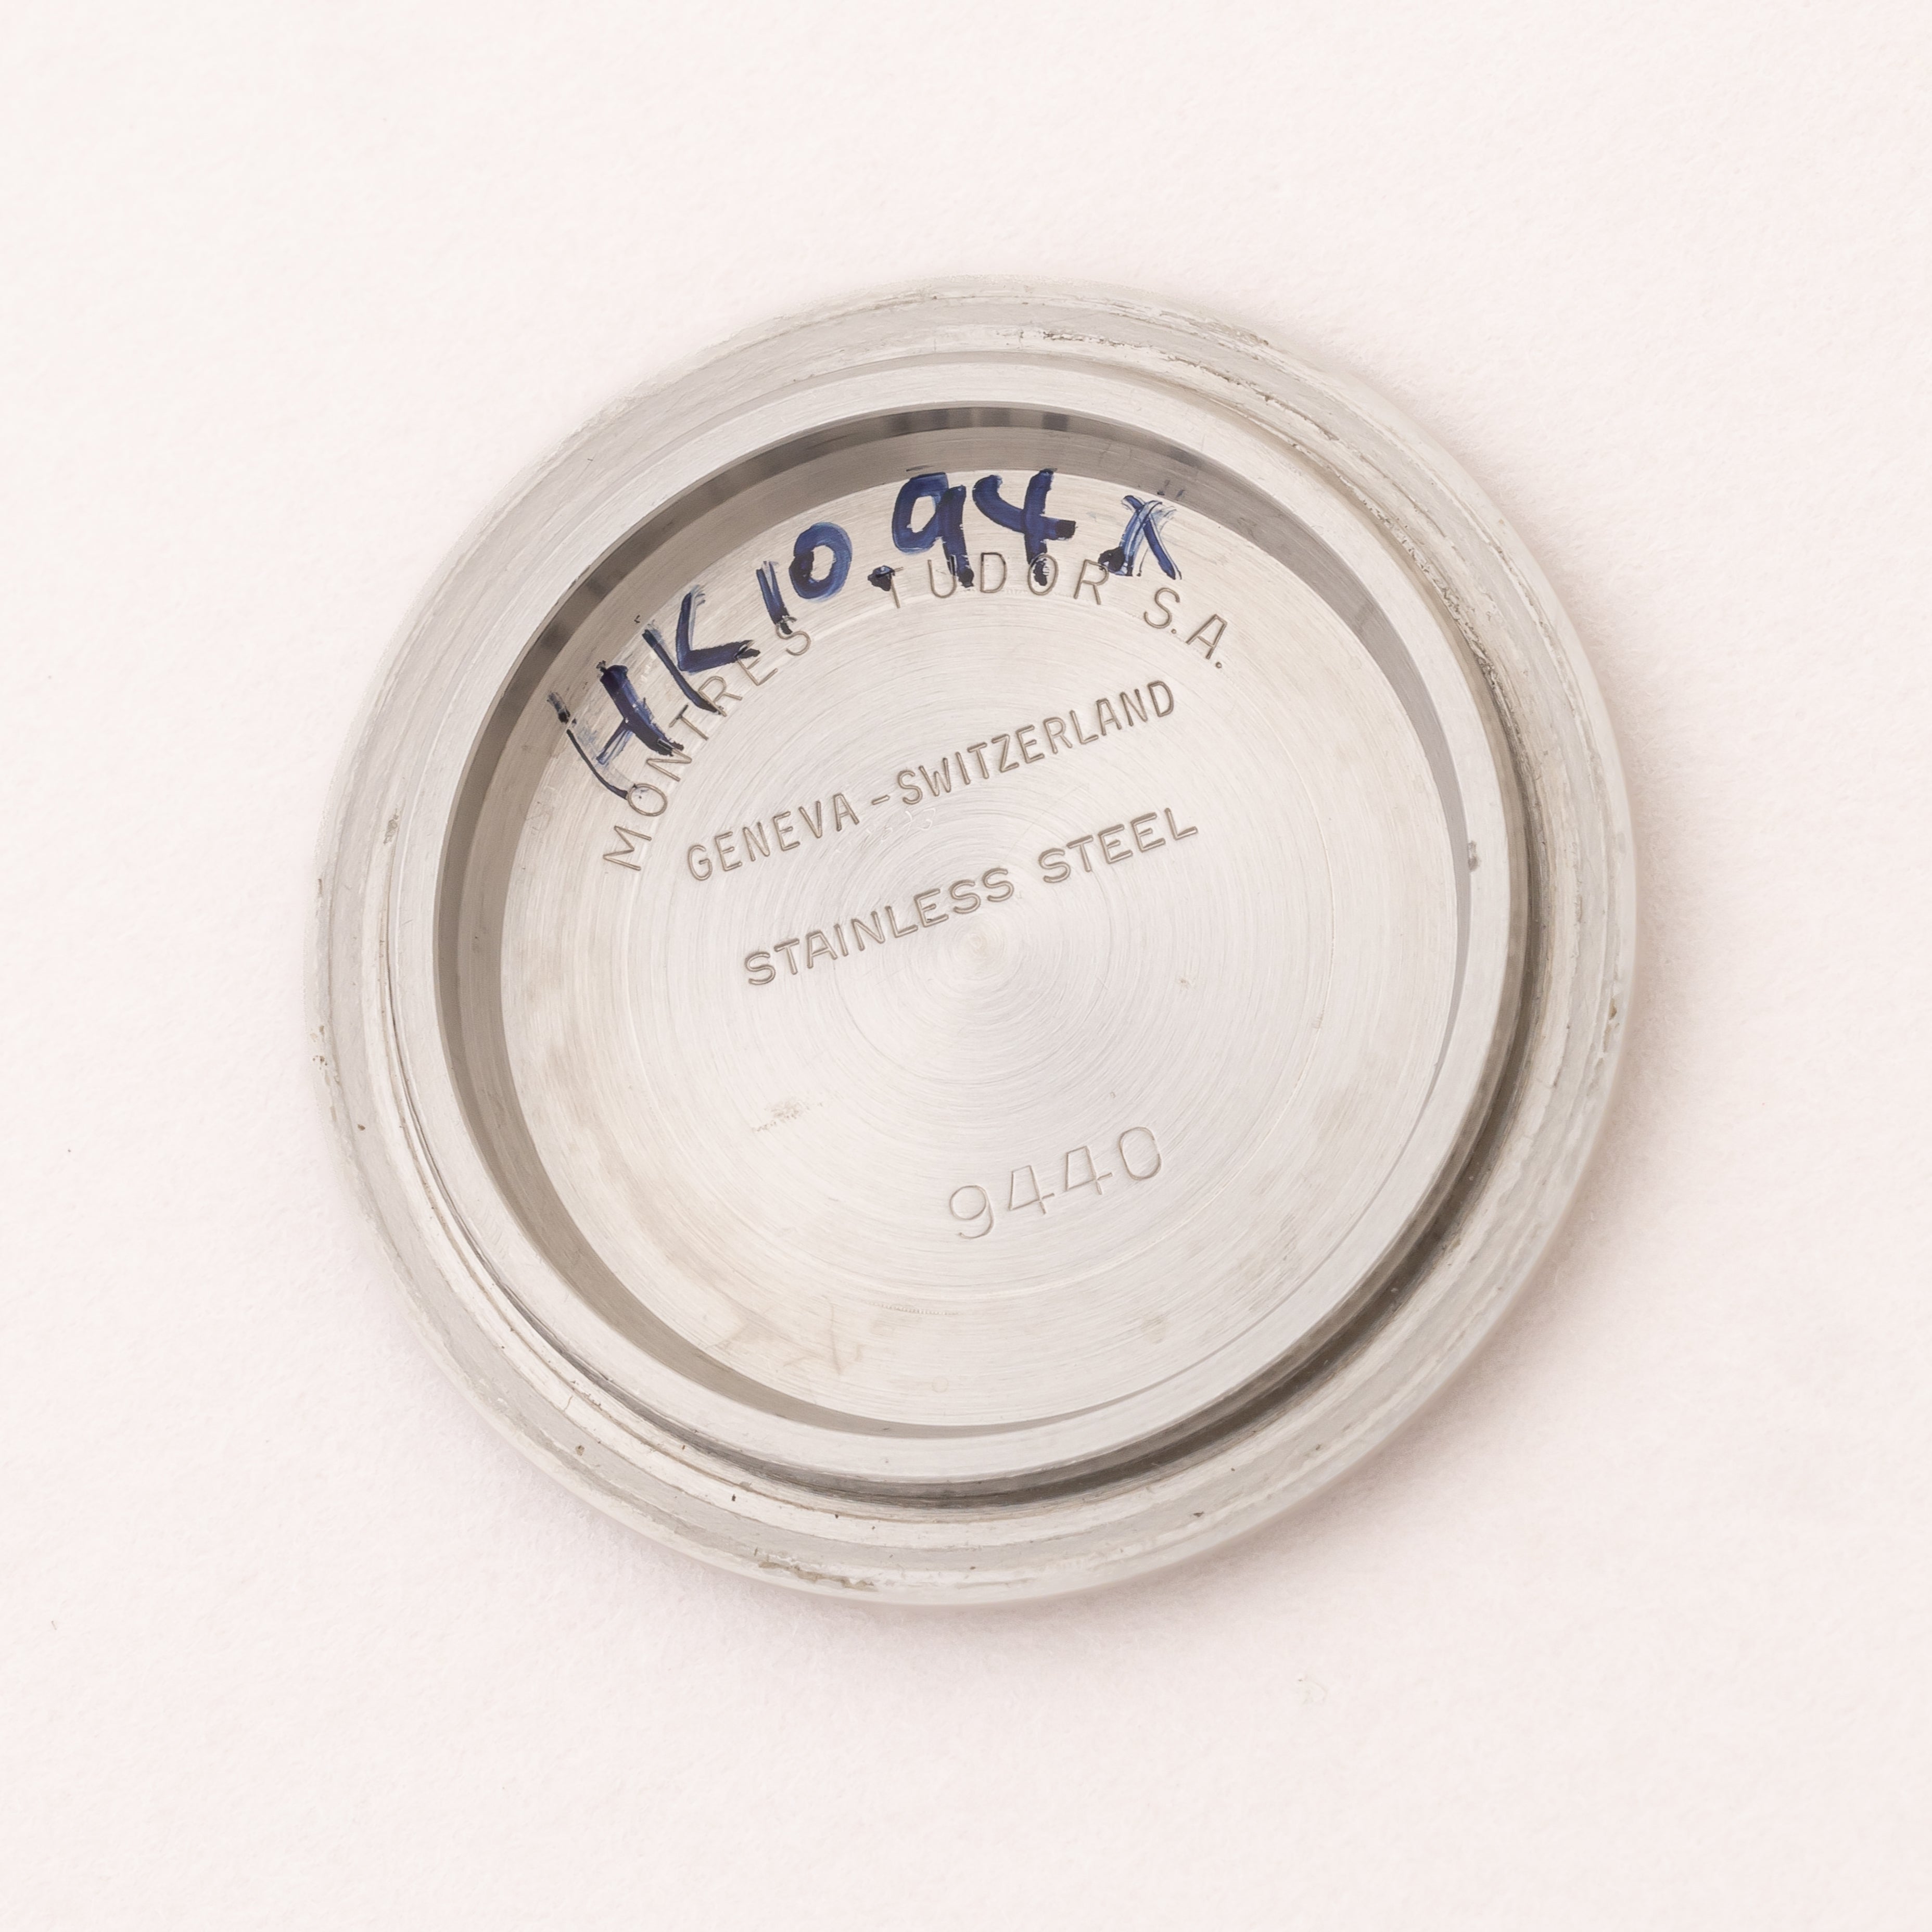 HK10.94 X
MONTRES TUDOR S.A.
GENEVA-SWITZERLAND
STAINLESS STEEL
9440